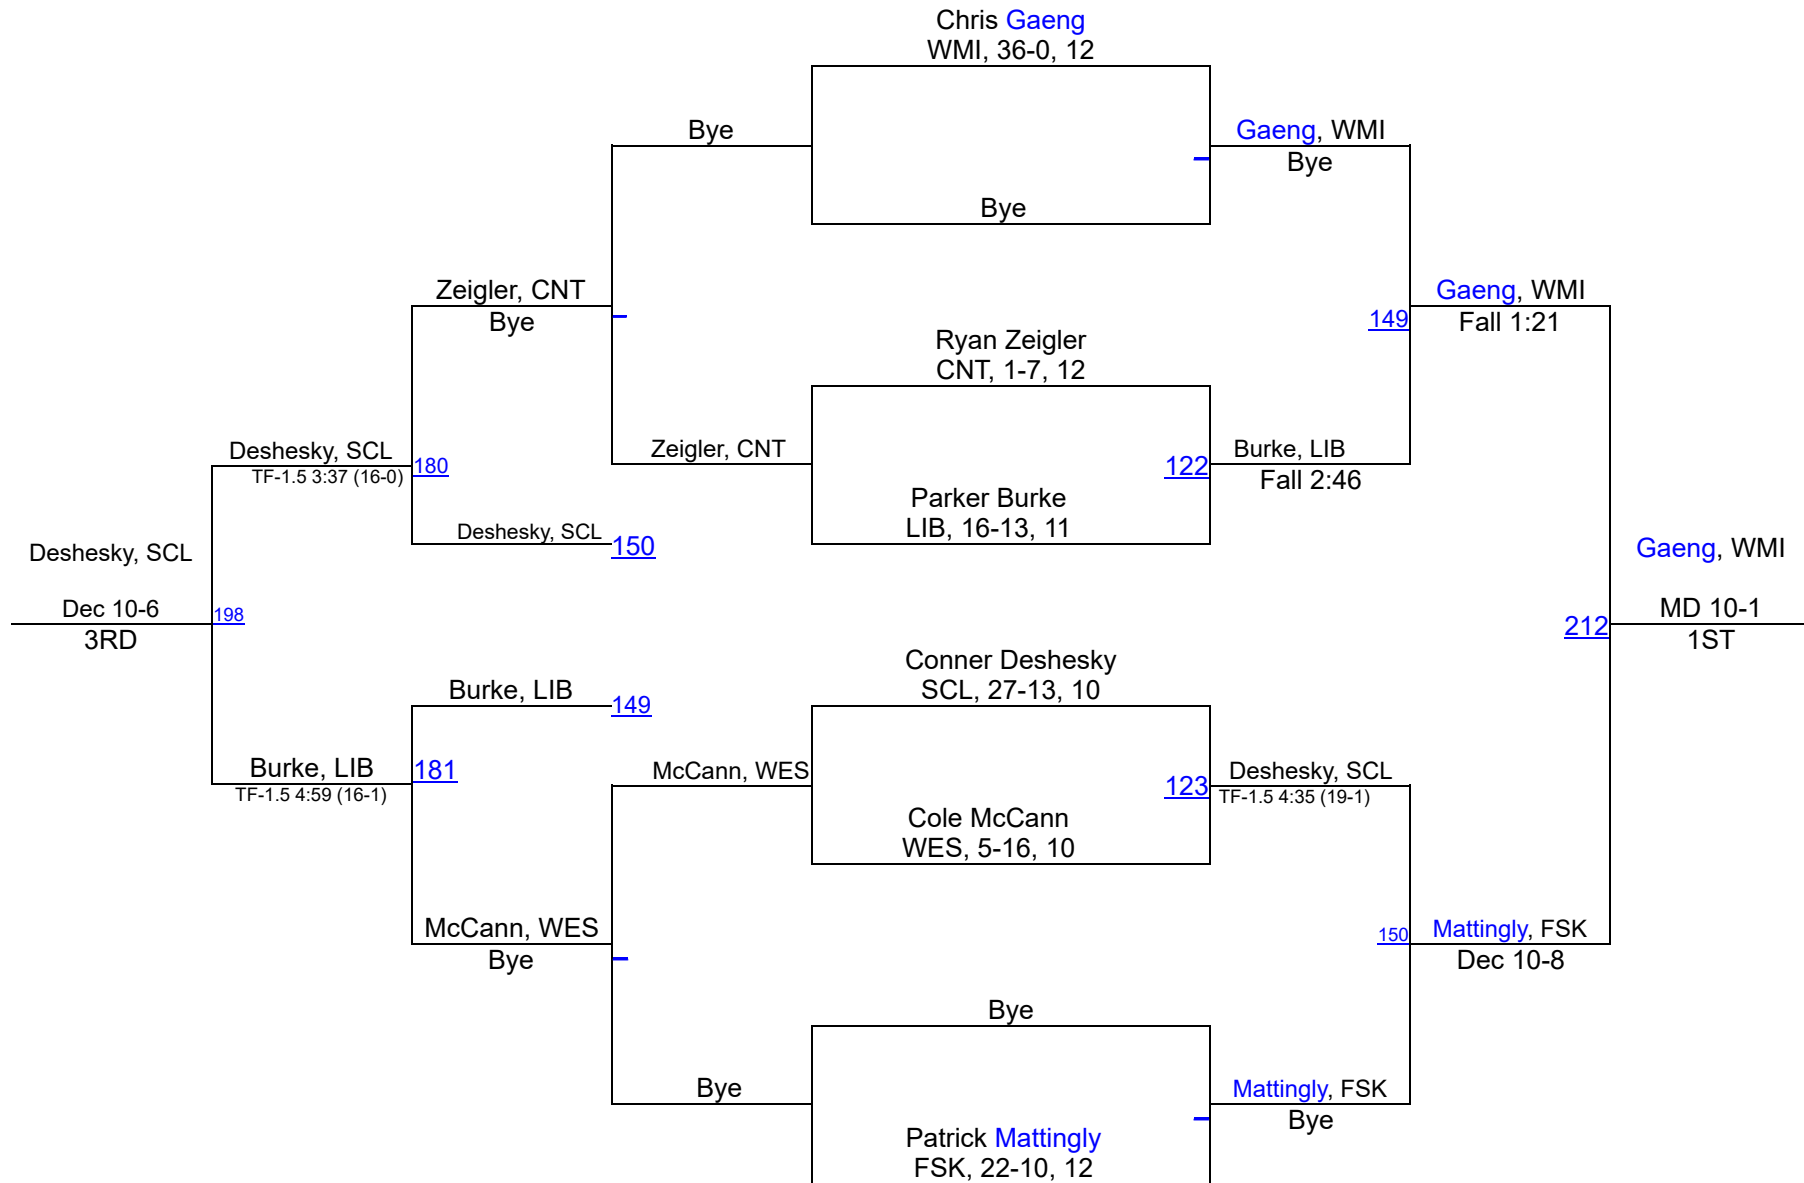 Chris Gaeng
WMI, 36-0, 12
Bye
Gaeng, WMI
Bye
Bye
Zeigler, CNT
Bye
Gaeng, WMI
149
Fall 1:21
Ryan Zeigler
CNT, 1-7, 12
Deshesky, SCL
180
TF-1.5 3:37 (16-0)
Zeigler, CNT
122
Burke, LIB
Fall 2:46
Parker Burke
LIB, 16-13, 11
Deshesky, SCL
150
Deshesky, SCL
Gaeng, WMI
Dec 10-6
198
3RD
212
MD 10-1
1ST
Conner Deshesky
SCL, 27-13, 10
Burke, LIB
149
Burke, LIB
181
TF-1.5 4:59 (16-1)
McCann, WES
123
Deshesky, SCL
TF-1.5 4:35 (19-1)
Cole McCann
WES, 5-16, 10
McCann, WES
Bye
150
Mattingly, FSK
Dec 10-8
Bye
Bye
Mattingly, FSK
Bye
Patrick Mattingly
FSK, 22-10, 12